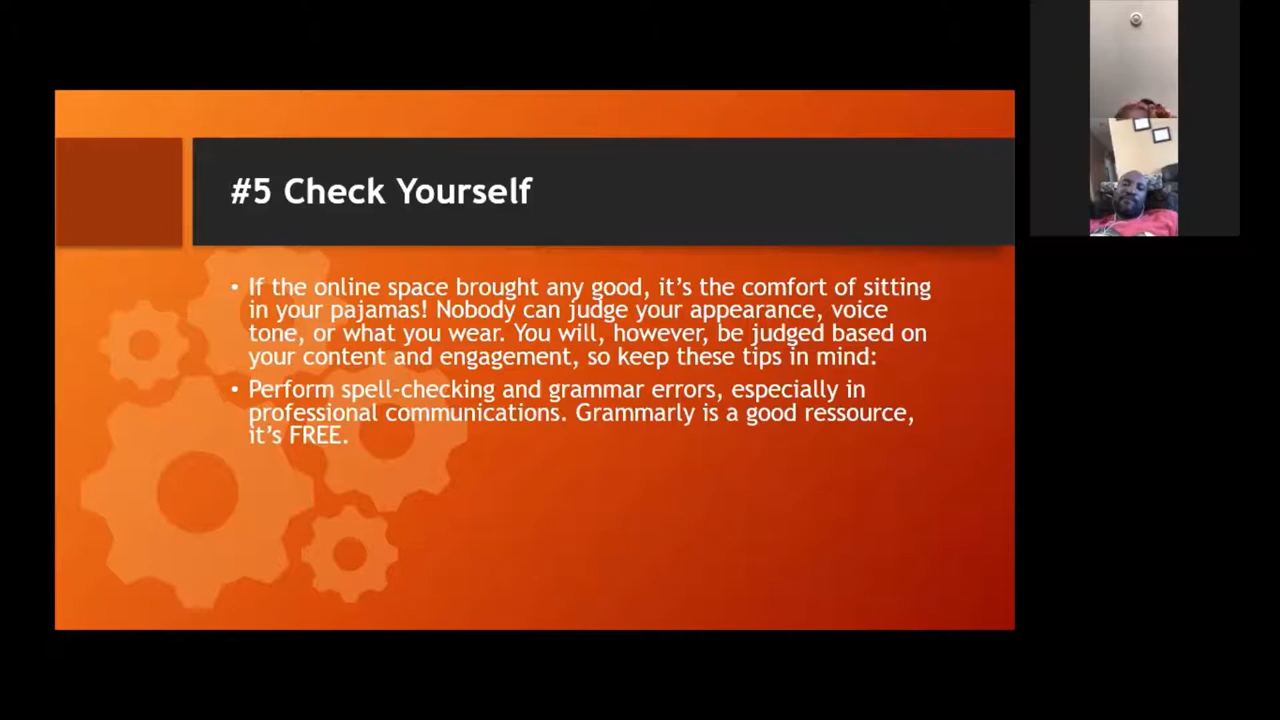 #5 Check Yourself
• If the online space brought any good, it’s the comfort of sitting
in your pajamas! Nobody can judge your appearance, voice
tone, or what you wear. You will, however, be judged based on
your content and engagement, so keep these tips in mind:
• Perform spell-checking and grammar errors, especially in
professional communications. Grammarly is a good ressource,
it’s FREE.